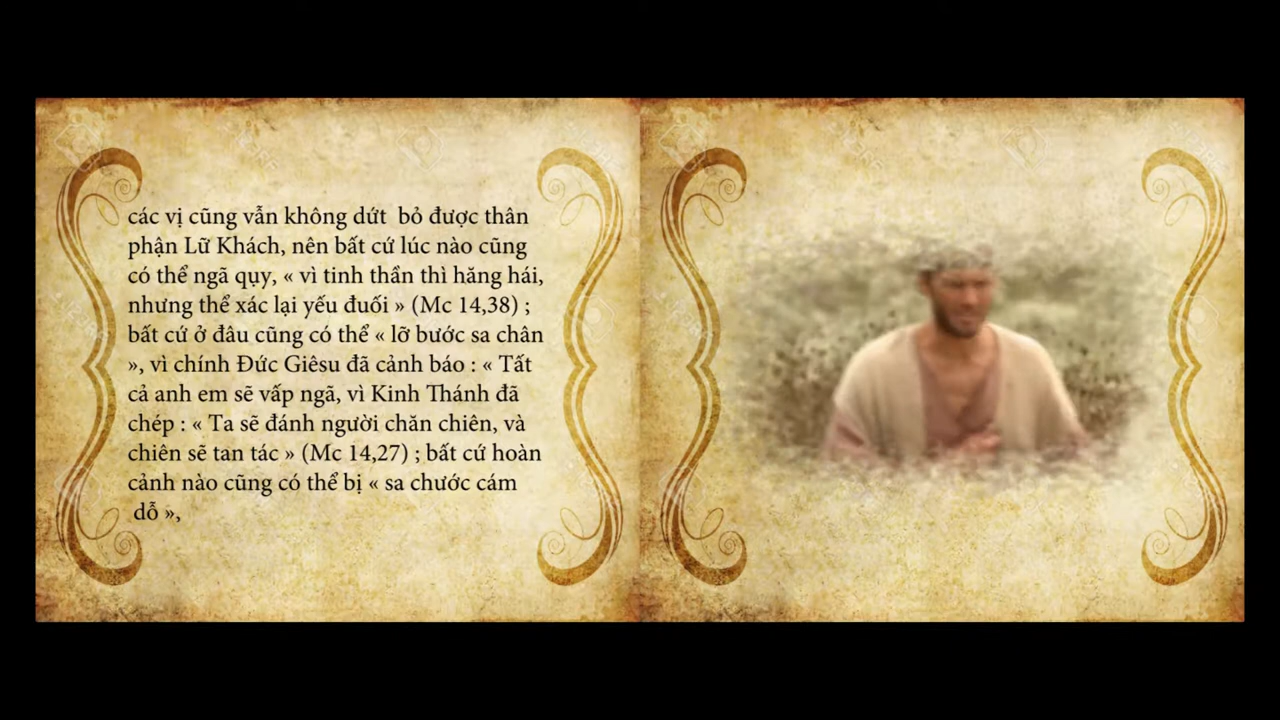 các vị cũng vẫn không dứt bỏ được thân
phận Lữ Khách, nên bất cứ lúc nào cũng
có thể ngã quỵ, « vì tinh thần thì hăng hái,
nhưng thể xác lại yếu đuối » (Mc 14,38) ;
bất cứ ở đâu cũng có thể « lỡ bước sa chân
», vì chính Đức Giêsu đã cảnh báo : « Tất
cả anh em sẽ vấp ngã, vì Kinh Thánh đã
chép : « Ta sẽ đánh người chăn chiên, và
chiên sẽ tan tác » (Mc 14,27) ; bất cứ hoàn
cảnh nào cũng có thể bị « sa chước cám
dỗ »,